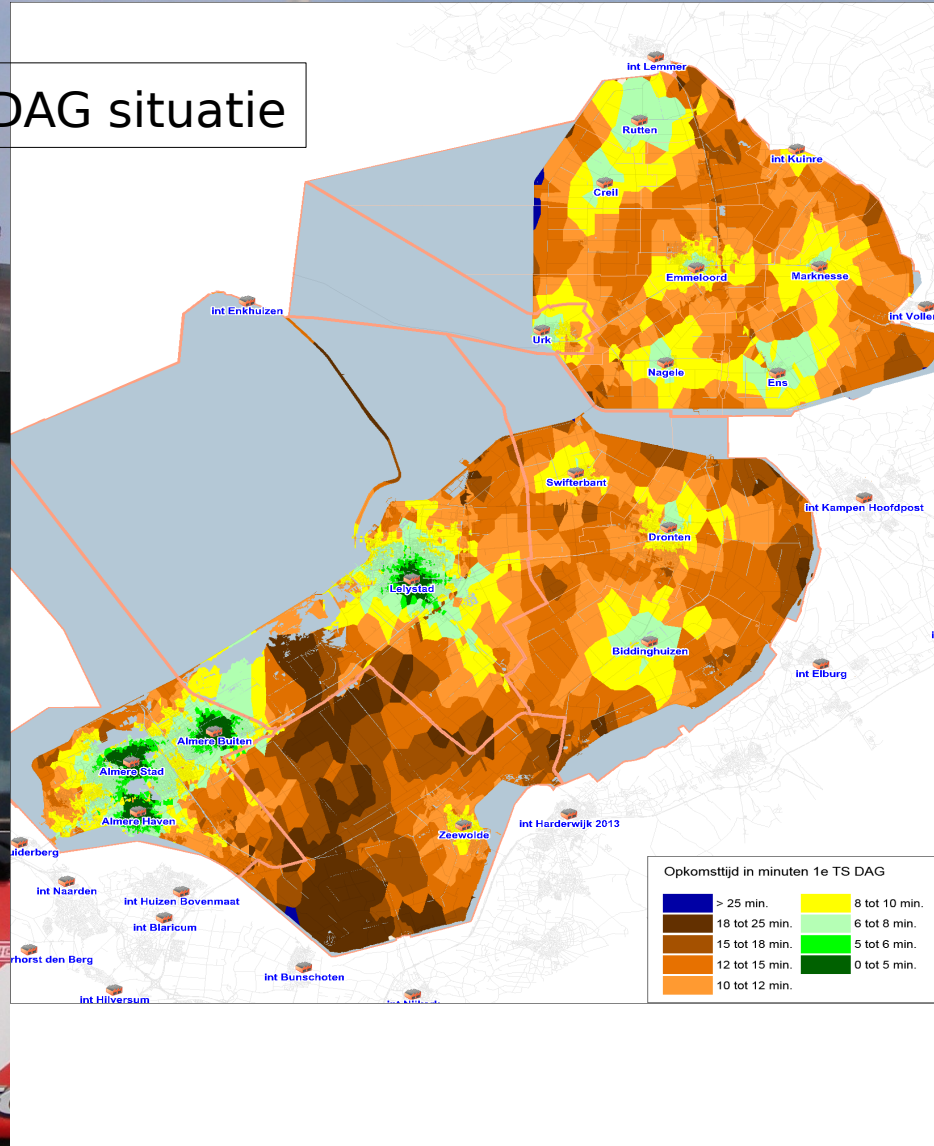 DAG situatie
int Lemmer
Rutten
int Kuinre
Creil
Emmeloord
Marknesse
int Enkhuizen
Urk
Nagele
Ens
Swifterbant
int Kampen Hoofdpost
Dronten
Lelystad
Biddinghuizen
int Elburg
Almere Buiten
Almere Stad
Almere Haven
Zeewolde
int Harderwijk 2013
int Naarden
int Huizen Bovenmaat
int Blaricum
rhorst den Berg
int Bunschoten
int Hilversum
Opkomsttijd in minuten 1e TS DAG
> 25 min.
8 tot 10 min.
18 tot 25 min.
6 tot 8 min.
15 tot 18 min.
5 tot 6 min.
12 tot 15 min.
0 tot 5 min.
10 tot 12 min.